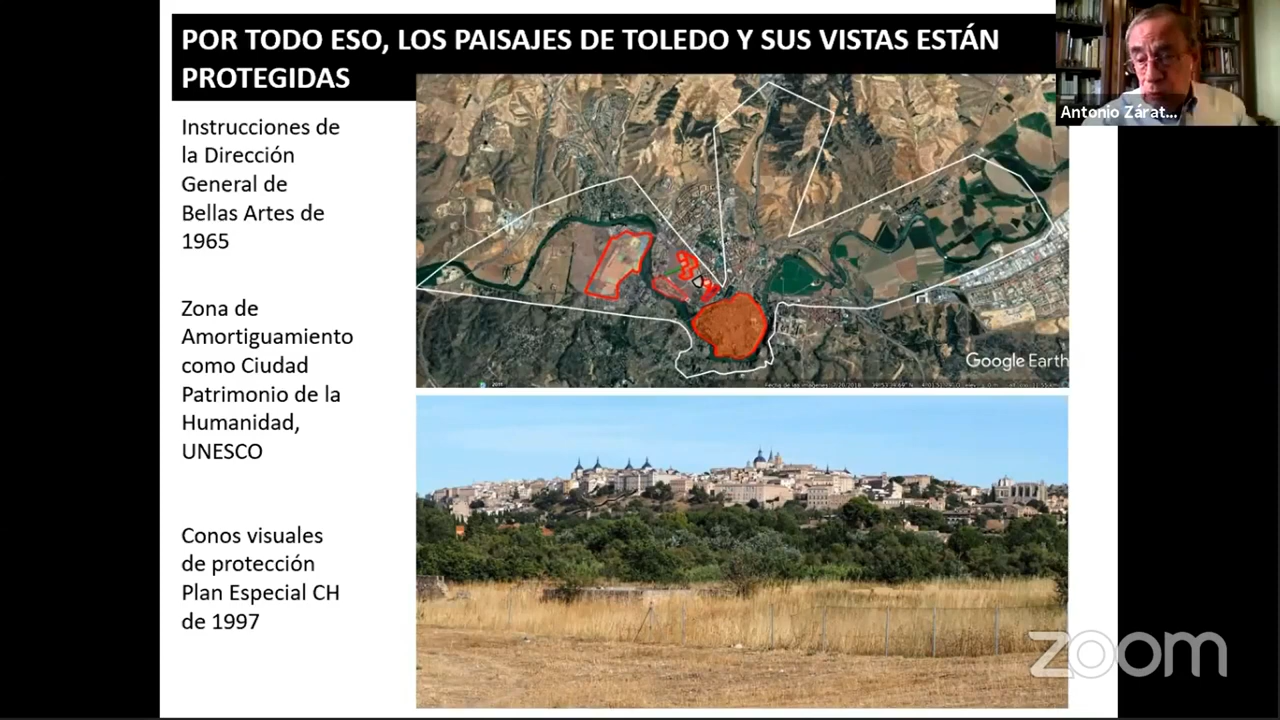 POR TODO ESO, LOS PAISAJES DE TOLEDO Y SUS VISTAS ESTÁN
PROTEGIDAS
Antonio Zárat...
Instrucciones de
la Dirección
General de
Bellas Artes de
1965
Zona de
Amortiguamiento
como Ciudad
Patrimonio de la
Humanidad,
UNESCO
Conos visuales
de protección
Plan Especial CH
de 1997
Google Earth
zoom